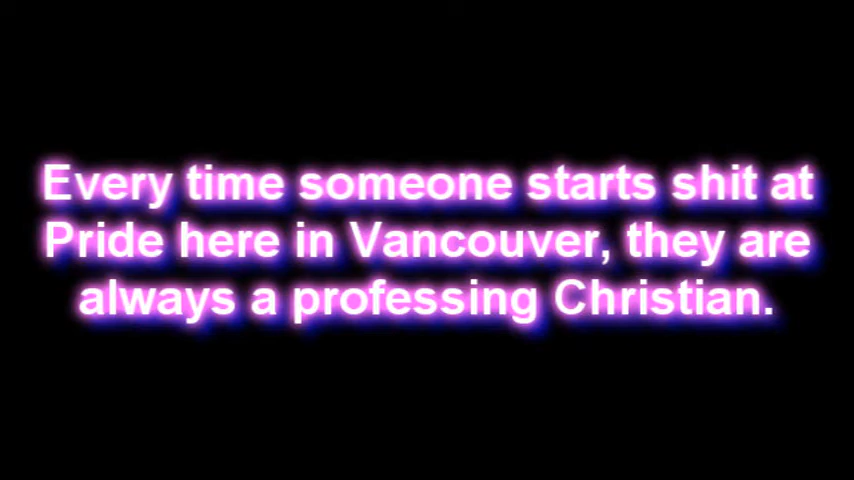 Every time someone starts shit at
Pride here in Vancouver, they are
always a professing Christian.